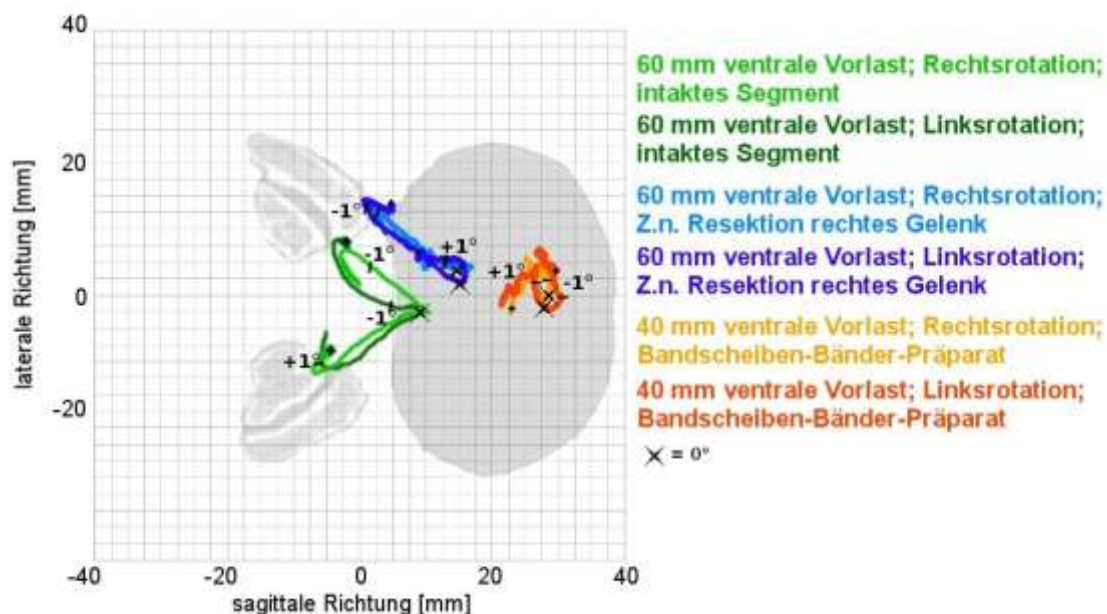 40
20
0
-20
-40
-20
0
20
40
laterale Richtung [mm]
sagittale Richtung [mm]
-1°
+1°
-1°
-1°
+1°
+1°
-1°
60 mm ventrale Vorlast; Rechtsrotation;
intaktes Segment
60 mm ventrale Vorlast; Linksrotation;
intaktes Segment
60 mm ventrale Vorlast; Rechtsrotation;
Z.n. Resektion rechtes Gelenk
60 mm ventrale Vorlast; Linksrotation;
Z.n. Resektion rechtes Gelenk
40 mm ventrale Vorlast; Rechtsrotation;
Bandscheiben-Bänder-Präparat
40 mm ventrale Vorlast; Linksrotation;
Bandscheiben-Bänder-Präparat
= 0°